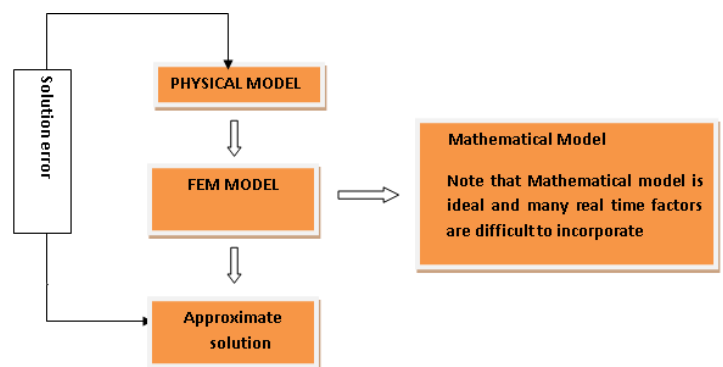 Solution error
PHYSICAL MODEL
FEM MODEL
Approximate
solution
Mathematical Model
Note that Mathematical model is
ideal and many real time factors
are difficult to incorporate